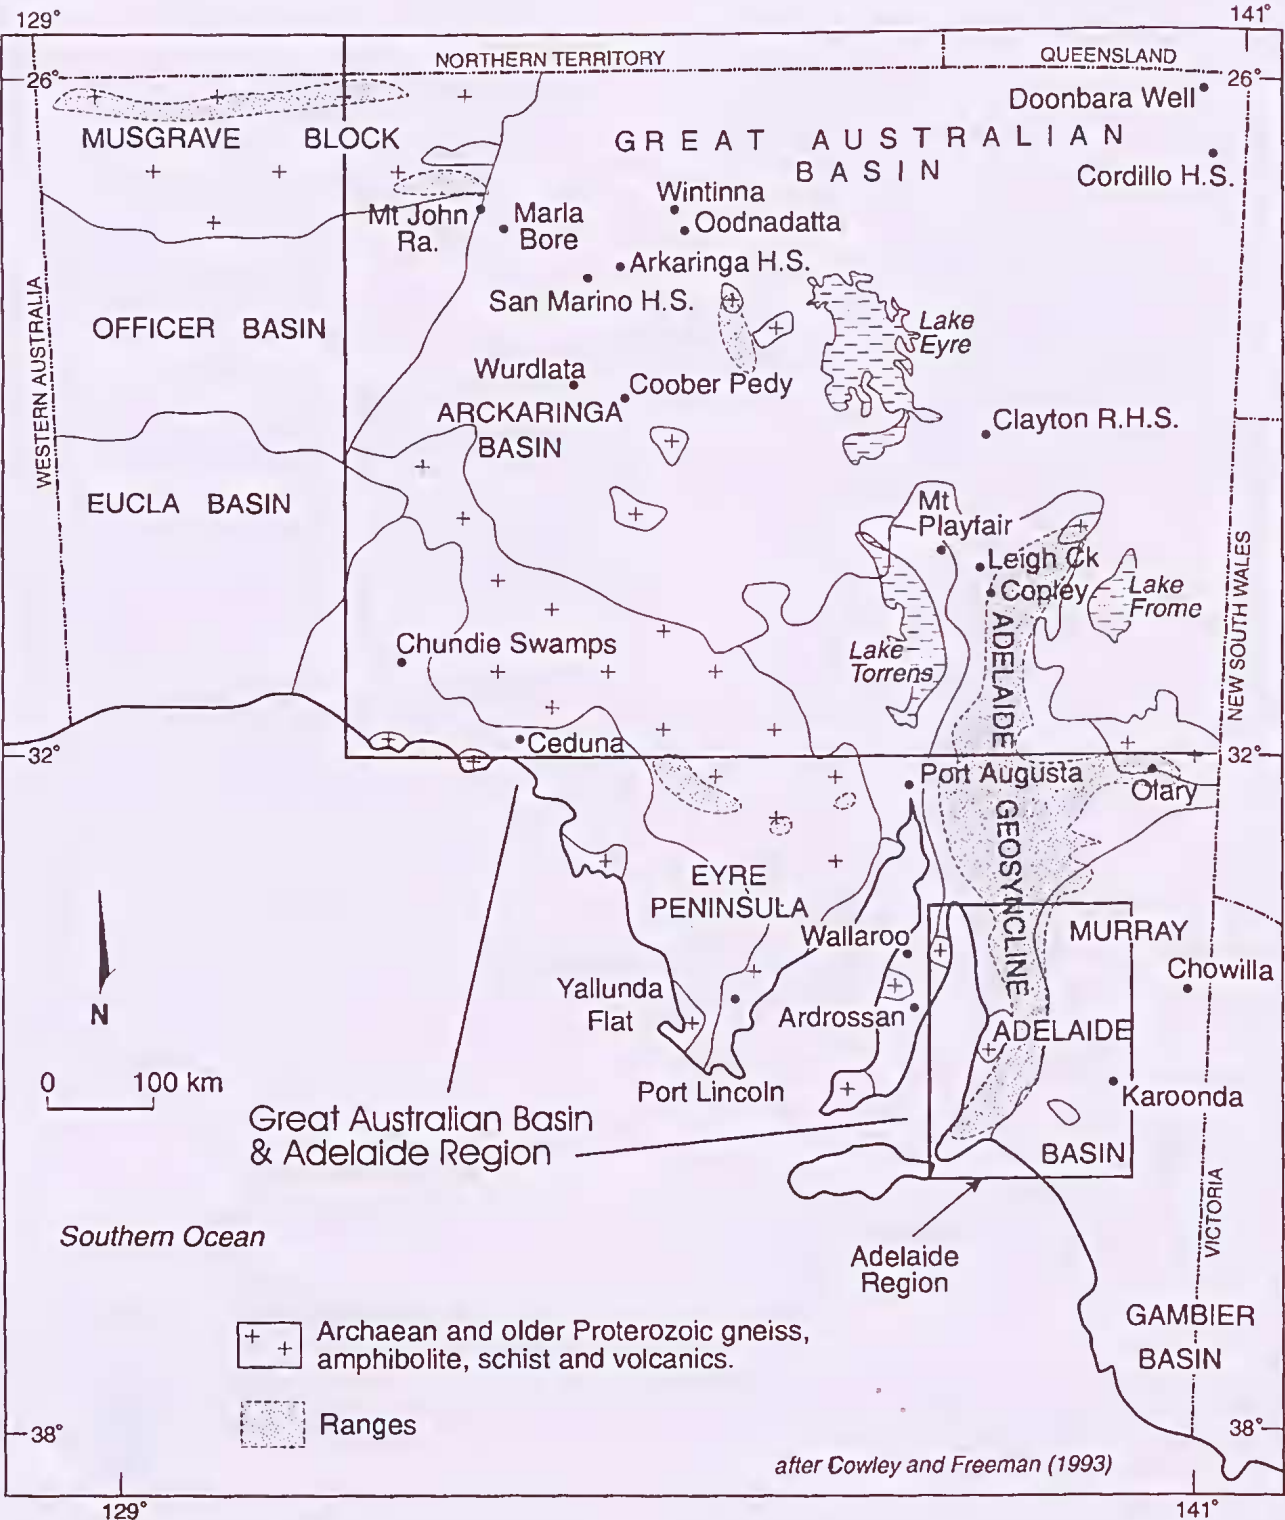 129°
141°
NORTHERN TERRITORY
QUEENSLAND
26°
26°
Doonbara Well
MUSGRAVE BLOCK
GREAT AUSTRALIAN
BASIN
Cordillo H.S.
Wintinna
Oodnadatta
Mt John
Ra.
Marla
Bore
Arkaringa H.S.
San Marino H.S.
WESTERN AUSTRALIA
OFFICER BASIN
Lake
Eyre
Wurdlata
Coober Pedy
ARCKARINGA
BASIN
Clayton R.H.S.
EUCLA BASIN
Mt
Playfair
Leigh Ck
Copley
Lake
Frome
NEW SOUTH WALES
Chundie Swamps
Lake
Torrens
ADELAIDE
GEOSYNCLINE
Ceduna
32°
32°
Port Augusta
Olary
EYRE
PENINSULA
Wallaroo
MURRAY
Chowilla
Yallunda
Flat
Ardrossan
ADELAIDE
N
0 100 km
Port Lincoln
Karoonda
Great Australian Basin
& Adelaide Region
BASIN
VICTORIA
Southern Ocean
Adelaide
Region
GAMBIER
BASIN
Archaean and older Proterozoic gneiss,
amphibolite, schist and volcanics.
Ranges
38°
38°
after Cowley and Freeman (1993)
129°
141°